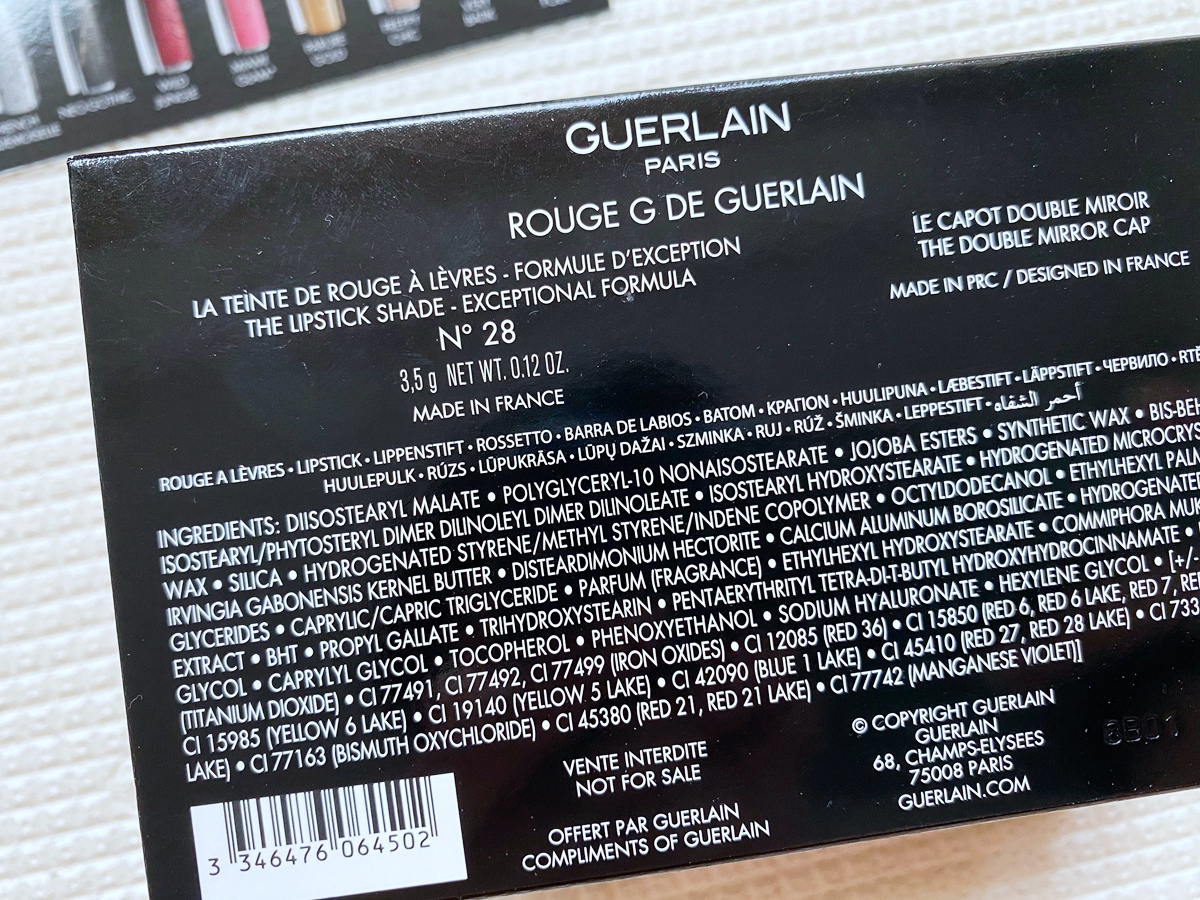 NEO-GOTHIC
WILD
JUNGLE
GUERLAIN
PARIS
ROUGE G DE GUERLAIN
LA TEINTE DE ROUGE À LÈVRES - FORMULE D'EXCEPTION
THE LIPSTICK SHADE - EXCEPTIONAL FORMULA
N° 28
3,5 g NET WT. 0.12 OZ.
MADE IN FRANCE
LE CAPOT DOUBLE MIROIR
THE DOUBLE MIRROR CAP
MADE IN PRC / DESIGNED IN FRANCE
ROUGE A LÈVRES • LIPSTICK • LIPPENSTIFT • ROSSETTO • BARRA DE LABIOS • BATOM • ΚΡΑΓΙΟΝ • HUULIPUNA • LÆBESTIFT • LÄPPSTIFT • ЧЕРВИЛО •
HUULEPULK • RÚZS • LŪPUKRĀSA • LŪPŲ DAŽAI • SZMINKA • RUJ • RÚŽ • ŠMINKA • LEPPESTIFT • أحمر الشفاه
INGREDIENTS: DIISOSTEARYL MALATE • POLYGLYCERYL-10 NONAISOSTEARATE • JOJOBA ESTERS • SYNTHETIC WAX •
ISOSTEARYL/PHYTOSTERYL DIMER DILINOLEYL DIMER DILINOLEATE • ISOSTEARYL HYDROXYSTEARATE • HYDROGENATED
WAX • SILICA • HYDROGENATED STYRENE/METHYL STYRENE/INDENE COPOLYMER • OCTYLDODECANOL • ETHYLHEXYL
IRVINGIA GABONENSIS KERNEL BUTTER • DISTEARDIMONIUM HECTORITE • CALCIUM ALUMINUM BOROSILICATE •
GLYCERIDES • CAPRYLIC/CAPRIC TRIGLYCERIDE • PARFUM (FRAGRANCE) • ETHYLHEXYL HYDROXYSTEARATE • COMMIPHORA
EXTRACT • BHT • PROPYL GALLATE • TRIHYDROXYSTEARIN • PENTAERYTHRITYL TETRA-DI-T-BUTYL HYDROXYHYDROCINNAMATE •
GLYCOL • CAPRYLYL GLYCOL • TOCOPHEROL • PHENOXYETHANOL • SODIUM HYALURONATE • HEXYLENE GLYCOL • [+/-
(TITANIUM DIOXIDE) • CI 77491, CI 77492, CI 77499 (IRON OXIDES) • CI 12085 (RED 36) • CI 15850 (RED 6, RED 6 LAKE, RED 7,
CI 15985 (YELLOW 6 LAKE) • CI 19140 (YELLOW 5 LAKE) • CI 42090 (BLUE 1 LAKE) • CI 45410 (RED 27, RED 28 LAKE) • CI
LAKE) • CI 77163 (BISMUTH OXYCHLORIDE) • CI 45380 (RED 21, RED 21 LAKE) • CI 77742 (MANGANESE VIOLET)]
VENTE INTERDITE
NOT FOR SALE
OFFERT PAR GUERLAIN
COMPLIMENTS OF GUERLAIN
© COPYRIGHT GUERLAIN
GUERLAIN
68, CHAMPS-ELYSEES
75008 PARIS
GUERLAIN.COM
3 346476 064502